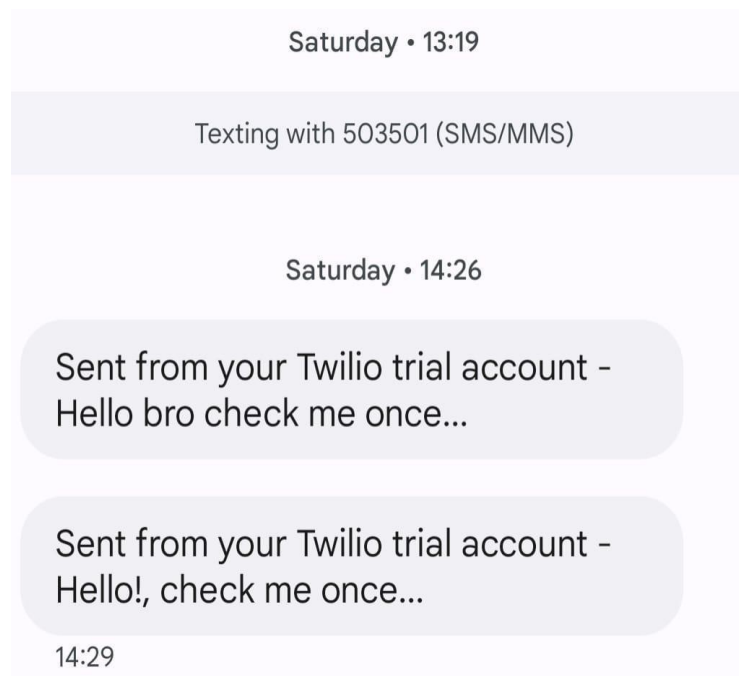 Saturday • 13:19
Texting with 503501 (SMS/MMS)
Saturday • 14:26
Sent from your Twilio trial account -
Hello bro check me once...
Sent from your Twilio trial account -
Hello!, check me once...
14:29